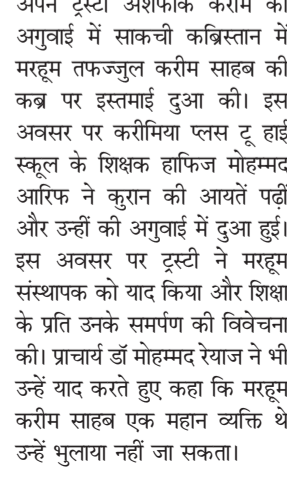 अपने ट्रस्टी अशफाक करीम की
अगुवाई में साकची कब्रिस्तान में
मरहूम तफज्जुल करीम साहब की
कब्र पर इस्तमाई दुआ की। इस
अवसर पर करीमिया प्लस टू हाई
स्कूल के शिक्षक हाफिज मोहम्मद
आरिफ ने कुरान की आयतें पढ़ीं
और उन्हीं की अगुवाई में दुआ हुई।
इस अवसर पर ट्रस्टी ने मरहूम
संस्थापक को याद किया और शिक्षा
के प्रति उनके समर्पण की विवेचना
की। प्राचार्य डॉ मोहम्मद रेयाज ने भी
उन्हें याद करते हुए कहा कि मरहूम
करीम साहब एक महान व्यक्ति थे
उन्हें भुलाया नहीं जा सकता।